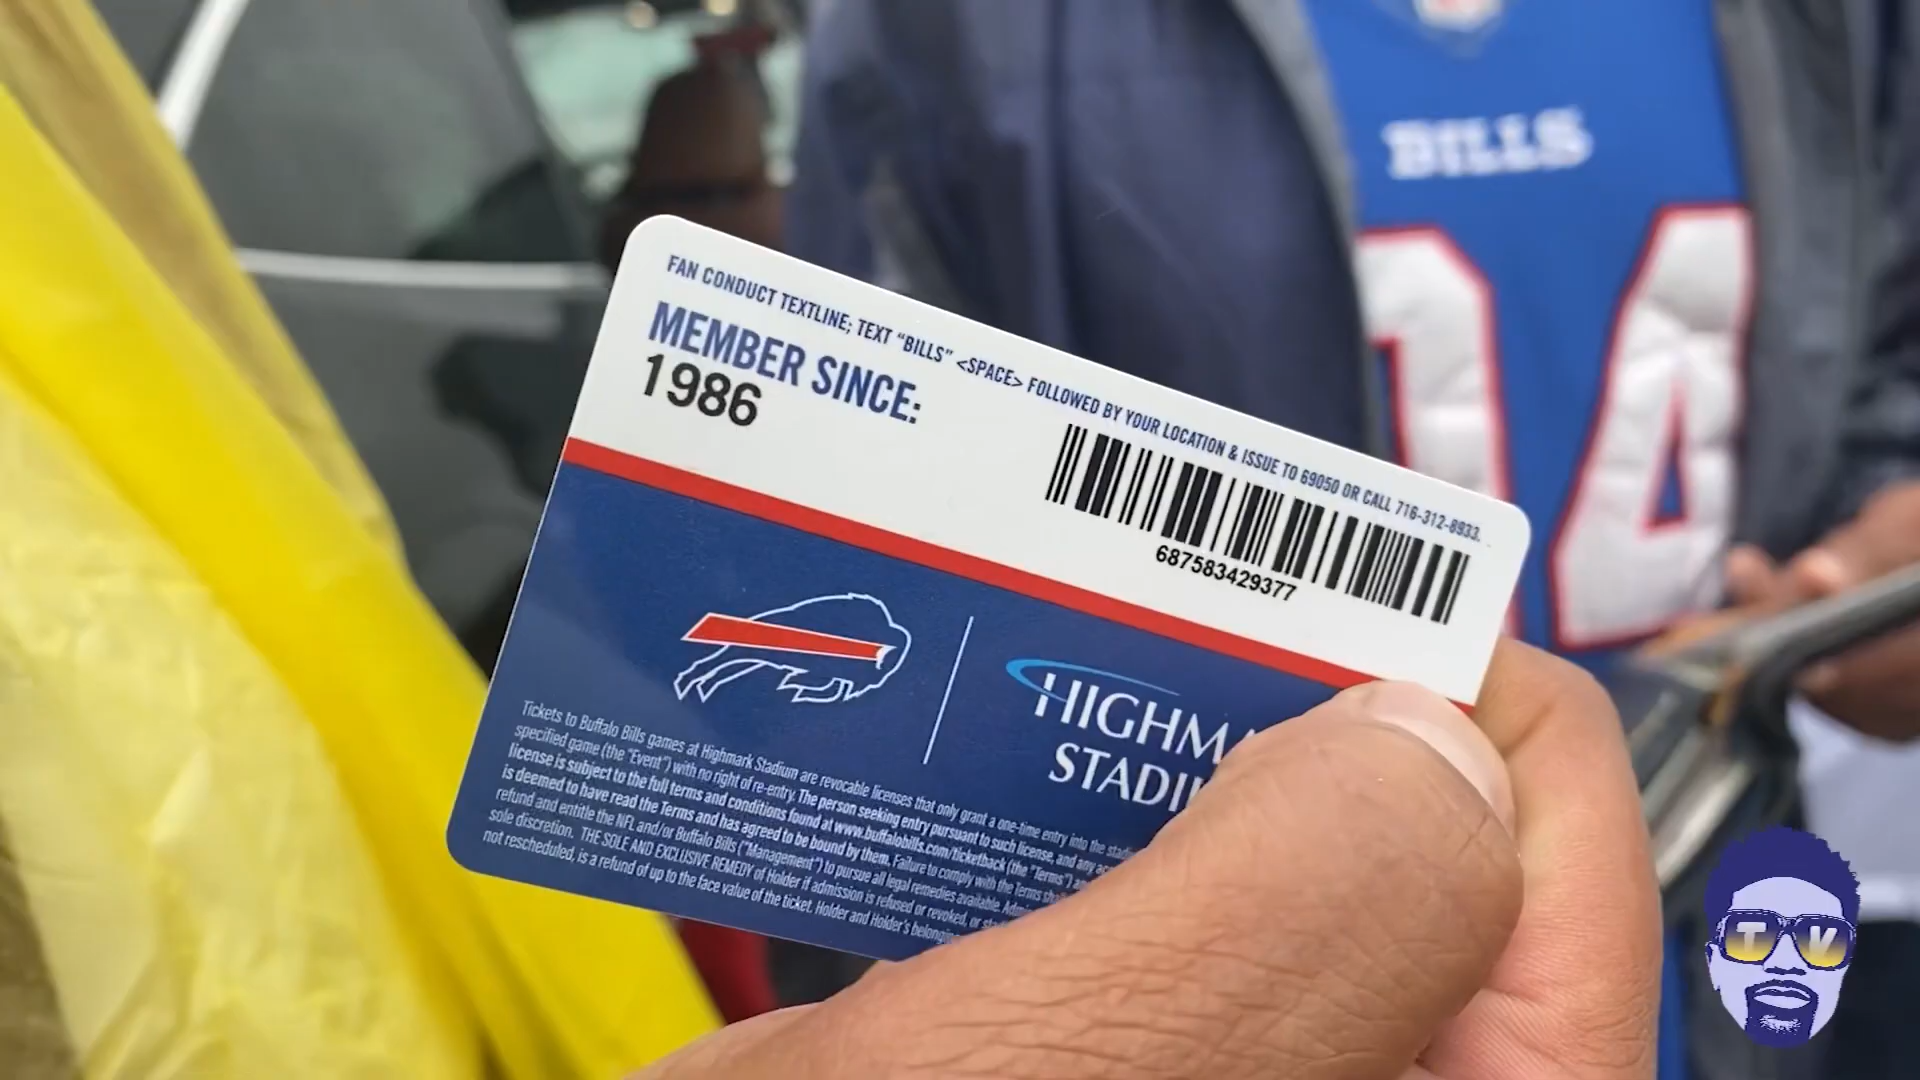 BILLS
FAN CONDUCT TEXTLINE; TEXT “BILLS” <SPACE> FOLLOWED BY YOUR LOCATION & ISSUE TO 69050 OR CALL 716-312-8933.
MEMBER SINCE:
1986
687583429377
HIGHM
STADI
Tickets to Buffalo Bills games at Highmark Stadium are revocable licenses that only grant a one-time entry into the
specified game (the "Event") with no right of re-entry. The person seeking entry pursuant to such license, and any
license is subject to the full terms and conditions found at www.buffalobills.com/ticketback (the "Terms")
is deemed to have read the Terms and has agreed to be bound by them. Failure to comply with the Terms
refund and entitle the NFL and/or Buffalo Bills ("Management") to pursue all legal remedies available.
sole discretion. THE SOLE AND EXCLUSIVE REMEDY of Holder if admission is refused or revoked, or
not rescheduled, is a refund of up to the face value of the ticket. Holder and Holder's
TV